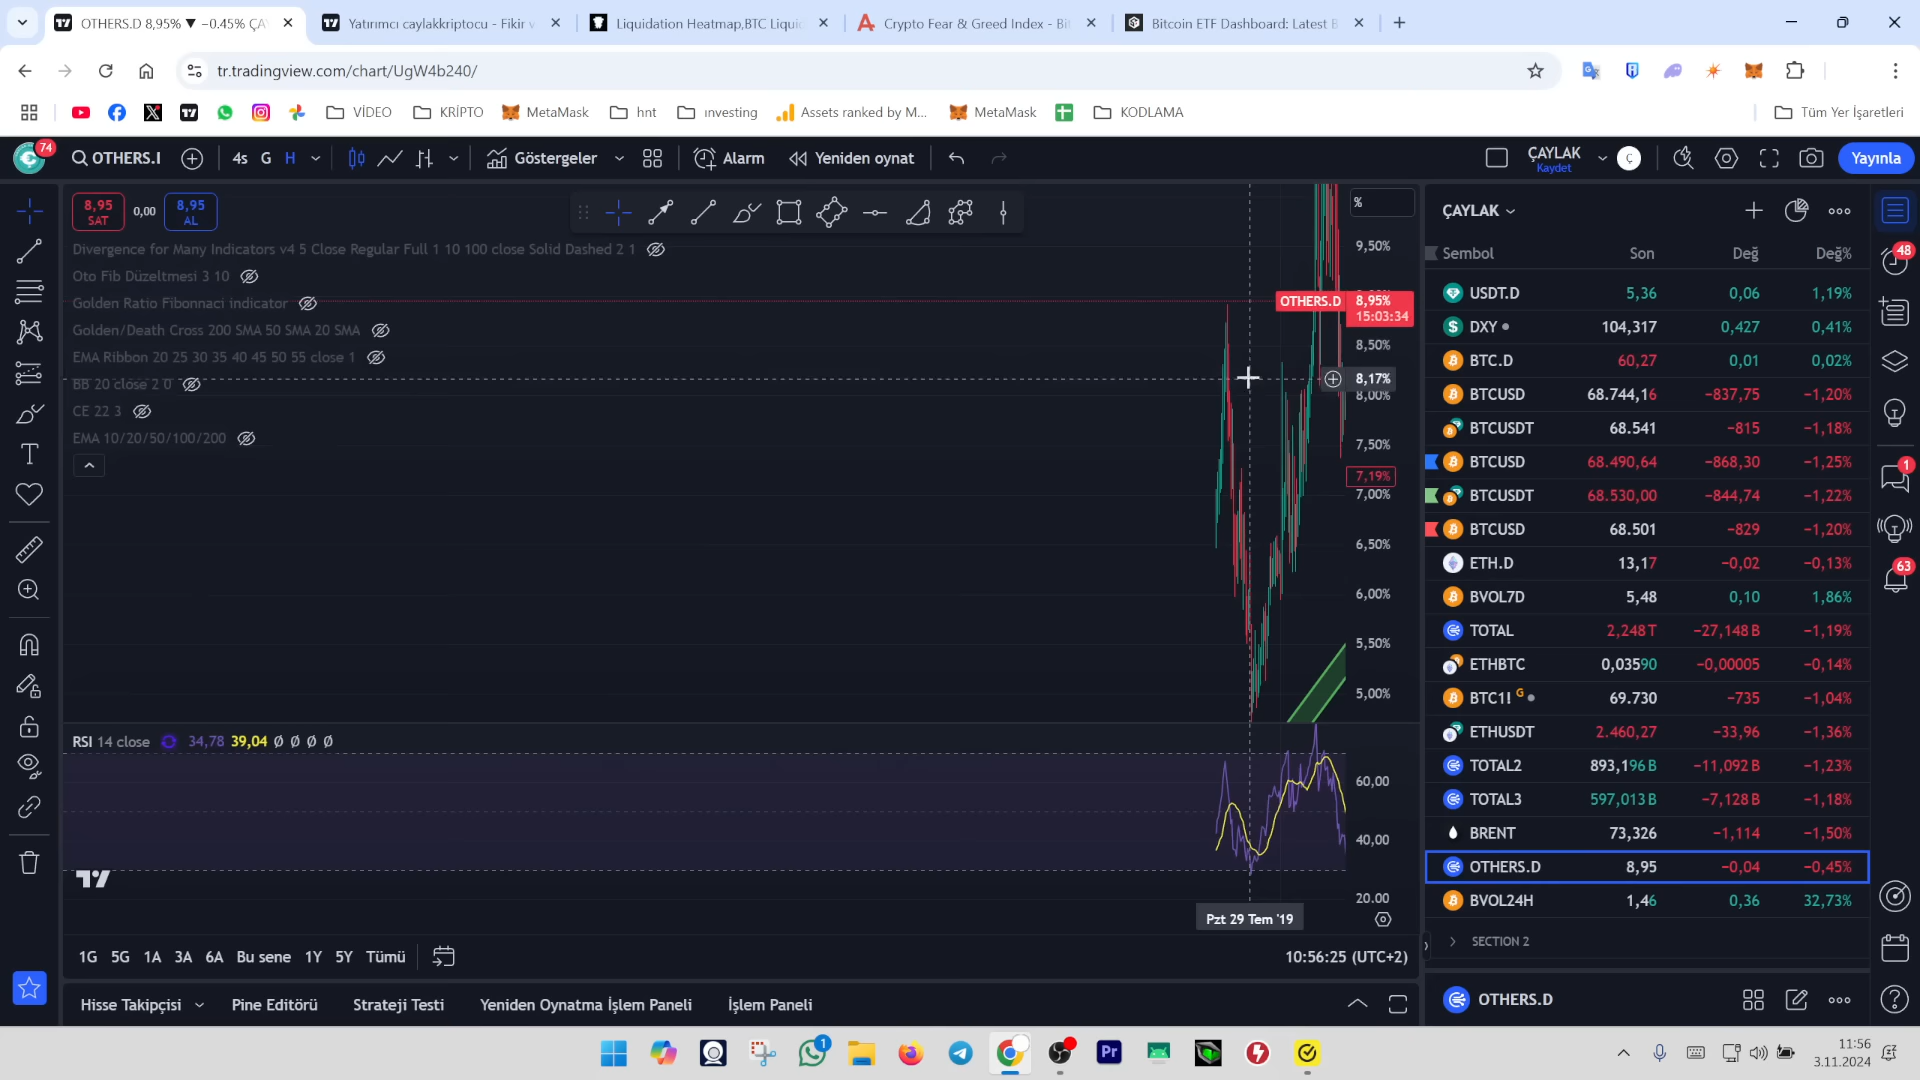 OTHERS.D 8,95% ▼ −0.45% ÇA
Yatırımcı caylakkriptocu - Fikir v
Liquidation Heatmap,BTC Liquid
Crypto Fear & Greed Index - Bit
Bitcoin ETF Dashboard: Latest B
tr.tradingview.com/chart/UgW4b240/
VİDEO
KRİPTO
MetaMask
hnt
ınvesting
Assets ranked by M...
MetaMask
KODLAMA
Tüm Yer İşaretleri
74
OTHERS.I
4s
G
H
Göstergeler
Alarm
Yeniden oynat
ÇAYLAK
Kaydet
Ç
Yayınla
8,95
SAT
0,00
8,95
AL
Divergence for Many Indicators v4 5 Close Regular Full 1 10 100 close Solid Dashed 2 1
Oto Fib Düzeltmesi 3 10
Golden Ratio Fibonnaci indicator
Golden/Death Cross 200 SMA 50 SMA 20 SMA
EMA Ribbon 20 25 30 35 40 45 50 55 close 1
BB 20 close 2 0
CE 22 3
EMA 10/20/50/100/200
%
9,50%
OTHERS.D 8,95%
15:03:34
8,50%
8,17%
8,00%
7,50%
7,19%
7,00%
6,50%
6,00%
5,50%
5,00%
RSI 14 close 34,78 39,04 Ø Ø Ø Ø
60,00
40,00
20.00
Pzt 29 Tem '19
1G 5G 1A 3A 6A Bu sene 1Y 5Y Tümü
10:56:25 (UTC+2)
Hisse Takipçisi
Pine Editörü
Strateji Testi
Yeniden Oynatma İşlem Paneli
İşlem Paneli
ÇAYLAK
Sembol Son Değ Değ%
USDT.D 5,36 0,06 1,19%
DXY 104,317 0,427 0,41%
BTC.D 60,27 0,01 0,02%
BTCUSD 68.744,16 −837,75 −1,20%
BTCUSDT 68.541 −815 −1,18%
BTCUSD 68.490,64 −868,30 −1,25%
BTCUSDT 68.530,00 −844,74 −1,22%
BTCUSD 68.501 −829 −1,20%
ETH.D 13,17 −0,02 −0,13%
BVOL7D 5,48 0,10 1,86%
TOTAL 2,248 T −27,148 B −1,19%
ETHBTC 0,03590 −0,00005 −0,14%
BTC1! G 69.730 −735 −1,04%
ETHUSDT 2.460,27 −33,96 −1,36%
TOTAL2 893,196 B −11,092 B −1,23%
TOTAL3 597,013 B −7,128 B −1,18%
BRENT 73,326 −1,114 −1,50%
OTHERS.D 8,95 −0,04 −0,45%
BVOL24H 1,46 0,36 32,73%
SECTION 2
OTHERS.D
48
1
63
1
Pr
11:56
3.11.2024